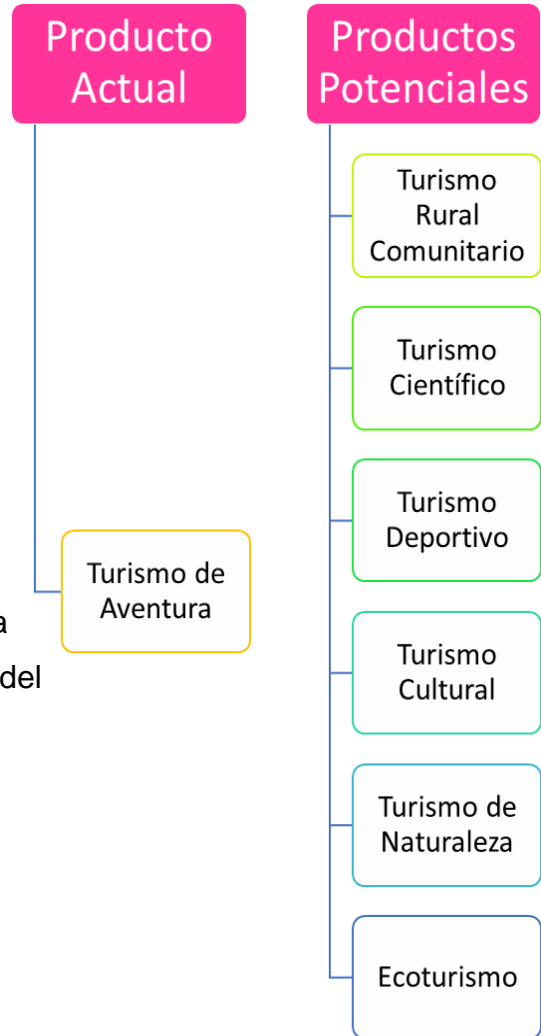 Producto
Actual
Turismo de
Aventura
a
del
Productos
Potenciales
Turismo
Rural
Comunitario
Turismo
Científico
Turismo
Deportivo
Turismo
Cultural
Turismo de
Naturaleza
Ecoturismo